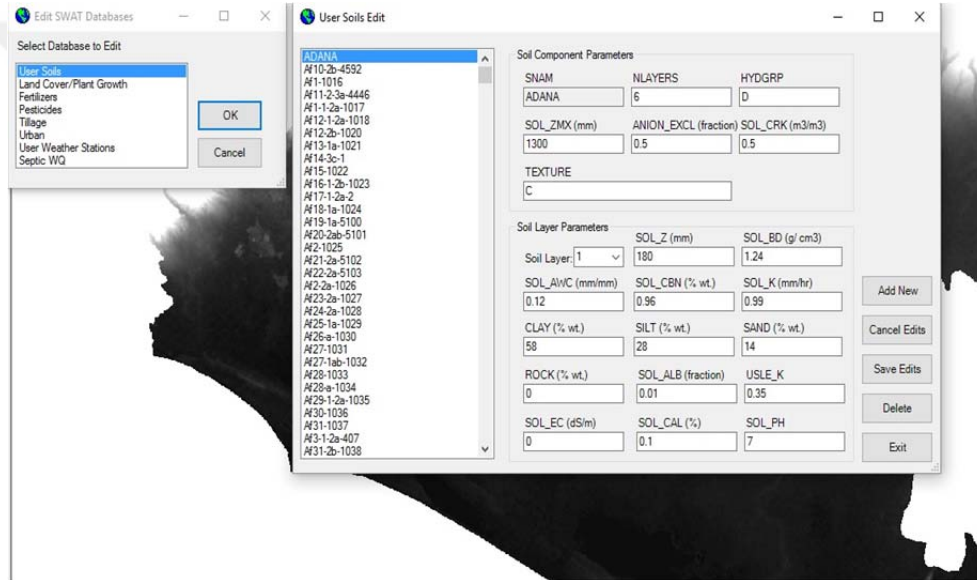 Edit SWAT Databases
Select Database to Edit
User Soils
Land Cover/Plant Growth
Fertilizers
Pesticides
Tillage
Urban
User Weather Stations
Septic WQ
OK
Cancel
User Soils Edit
ADANA
Af10-2b-4592
Af1-1016
Af11-2-3a-4446
Af1-1-2a-1017
Af12-1-2a-1018
Af12-2b-1020
Af13-1a-1021
Af14-3c-1
Af15-1022
Af16-1-2b-1023
Af17-1-2a-2
Af18-1a-1024
Af19-1a-5100
Af20-2ab-5101
Af2-1025
Af21-2a-5102
Af22-2a-5103
Af2-2a-1026
Af23-2a-1027
Af24-2a-1028
Af25-1a-1029
Af26-a-1030
Af27-1031
Af27-1ab-1032
Af28-1033
Af28-a-1034
Af29-1-2a-1035
Af30-1036
Af31-1037
Af3-1-2a-407
Af31-2b-1038
Soil Component Parameters
SNAM NLAYERS HYDGRP
ADANA 6 D
SOL_ZMX (mm) ANION_EXCL (fraction) SOL_CRK (m3/m3)
1300 0.5 0.5
TEXTURE
C
Soil Layer Parameters
SOL_Z (mm) SOL_BD (g/ cm3)
Soil Layer: 1 180 1.24
SOL_AWC (mm/mm) SOL_CBN (% wt.) SOL_K (mm/hr)
0.12 0.96 0.99
CLAY (% wt.) SILT (% wt.) SAND (% wt.)
58 28 14
ROCK (% wt,) SOL_ALB (fraction) USLE_K
0 0.01 0.35
SOL_EC (dS/m) SOL_CAL (%) SOL_PH
0 0.1 7
Add New
Cancel Edits
Save Edits
Delete
Exit